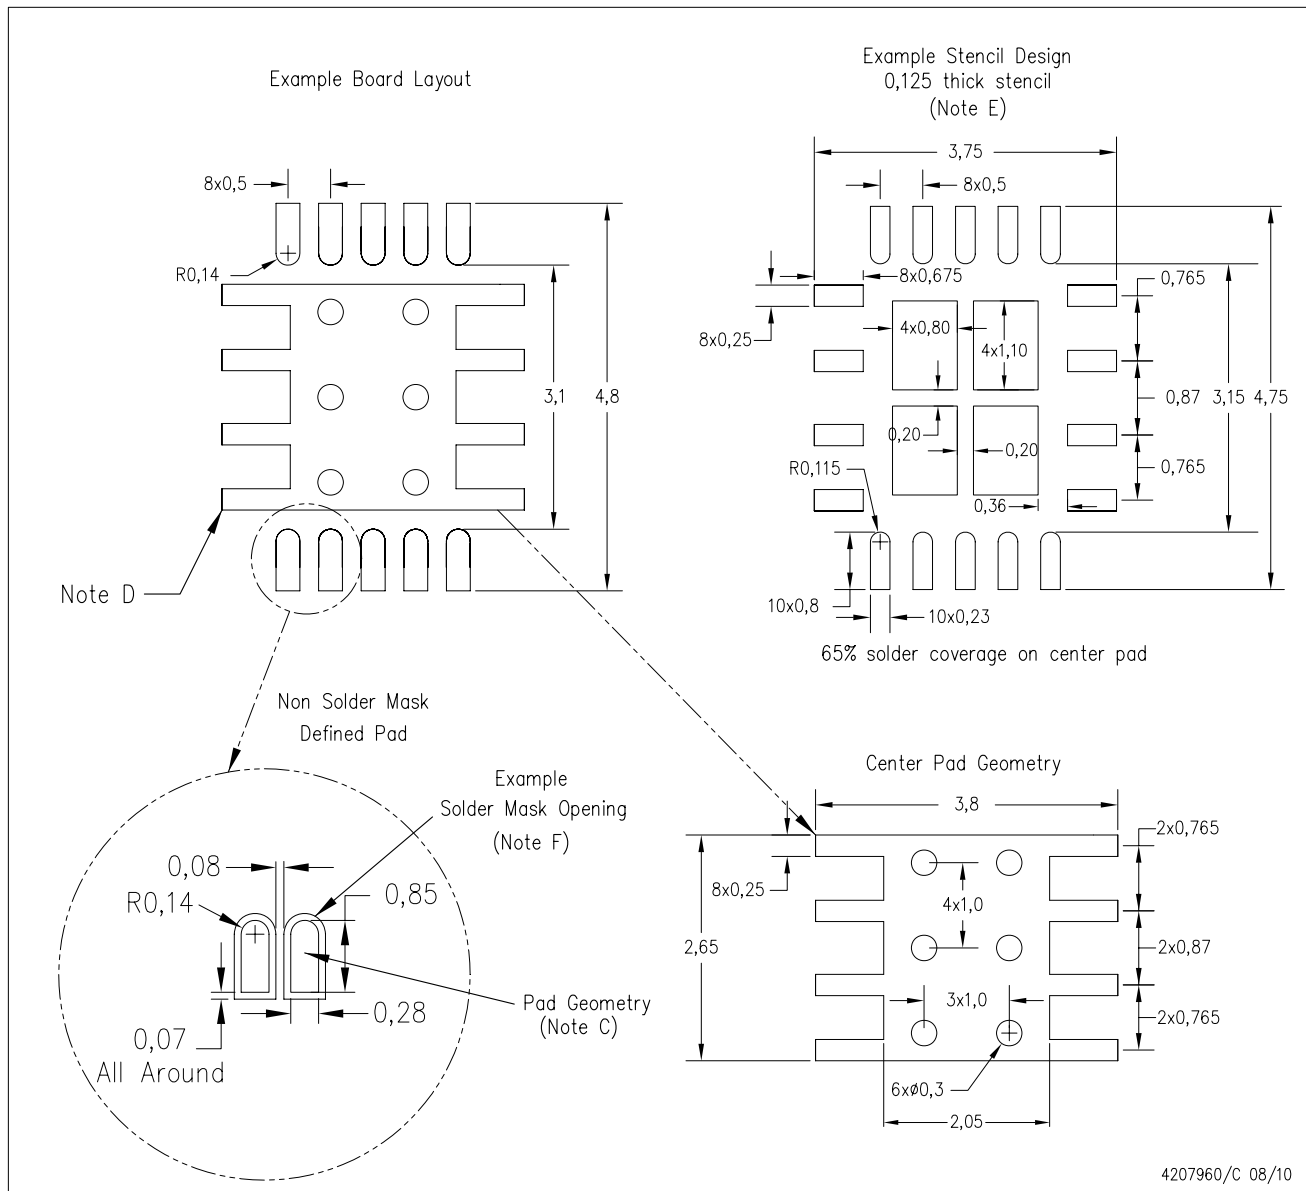 Example Board Layout
8x0,5
R0,14
3,1
4,8
Note D
Example Stencil Design
0,125 thick stencil
(Note E)
3,75
8x0,5
8x0,675
0,765
8x0,25
4x0,80
4x1,10
0,87
3,15
4,75
0,20
0,20
R0,115
0,765
0,36
10x0,8
10x0,23
65% solder coverage on center pad
Non Solder Mask
Defined Pad
Example
Solder Mask Opening
(Note F)
0,08
R0,14
0,85
0,28
Pad Geometry
(Note C)
0,07
All Around
Center Pad Geometry
3,8
2x0,765
8x0,25
4x1,0
2,65
2x0,87
3x1,0
2x0,765
6xø0,3
2,05
4207960/C 08/10